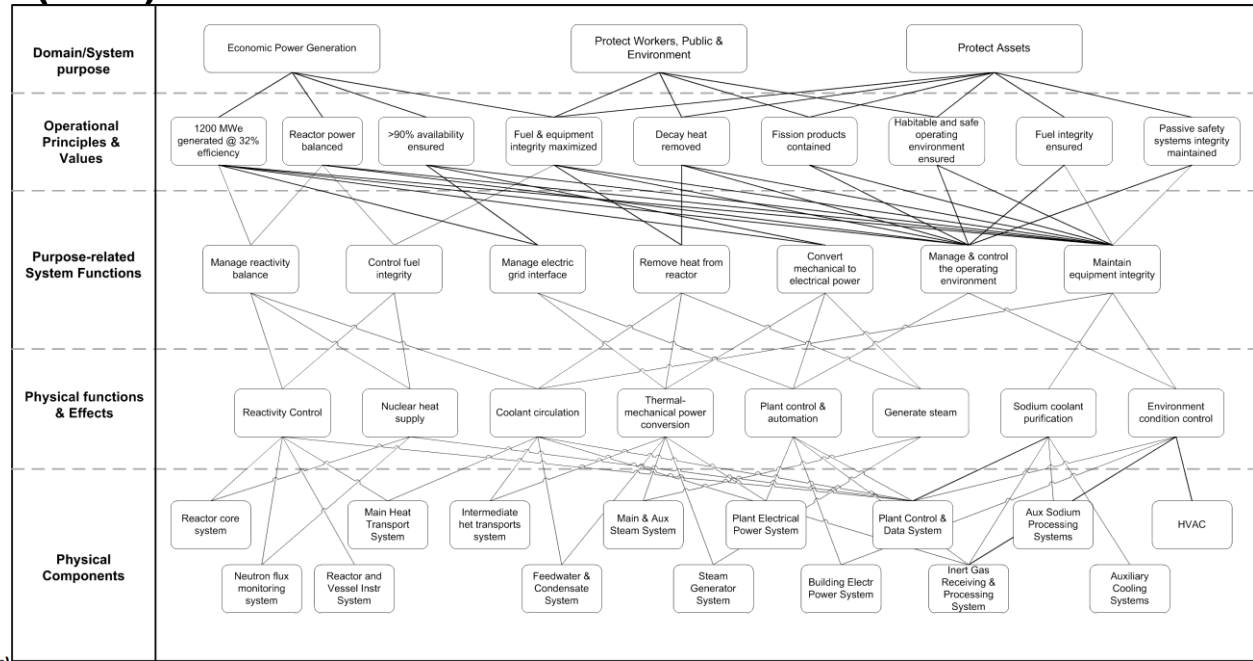 Domain/System
purpose
Economic Power Generation
Protect Workers, Public &
Environment
Protect Assets
Operational
Principles &
Values
1200 MWe
generated @ 32%
efficiency
Reactor power
balanced
>90% availability
ensured
Fuel & equipment
integrity maximized
Decay heat
removed
Fission products
contained
Habitable and safe
operating
environment
ensured
Fuel integrity
ensured
Passive safety
systems integrity
maintained
Purpose-related
System Functions
Manage reactivity
balance
Control fuel
integrity
Manage electric
grid interface
Remove heat from
reactor
Convert
mechanical to
electrical power
Manage & control
the operating
environment
Maintain
equipment integrity
Physical functions
& Effects
Reactivity Control
Nuclear heat
supply
Coolant circulation
Thermal-
mechanical power
conversion
Plant control &
automation
Generate steam
Sodium coolant
purification
Environment
condition control
Physical
Components
Reactor core
system
Main Heat
Transport
System
Intermediate
het transports
system
Main & Aux
Steam System
Plant Electrical
Power System
Plant Control &
Data System
Aux Sodium
Processing
Systems
HVAC
Neutron flux
monitoring
system
Reactor and
Vessel Instr
System
Feedwater &
Condensate
System
Steam
Generator
System
Building Electr
Power System
Inert Gas
Receiving &
Processing
System
Auxiliary
Cooling
Systems